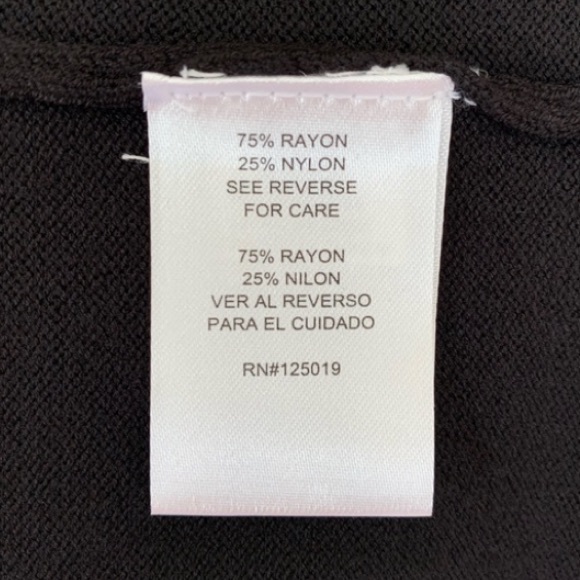 75% RAYON
25% NYLON
SEE REVERSE
FOR CARE
75% RAYON
25% NILON
VER AL REVERSO
PARA EL CUIDADO
RN#125019